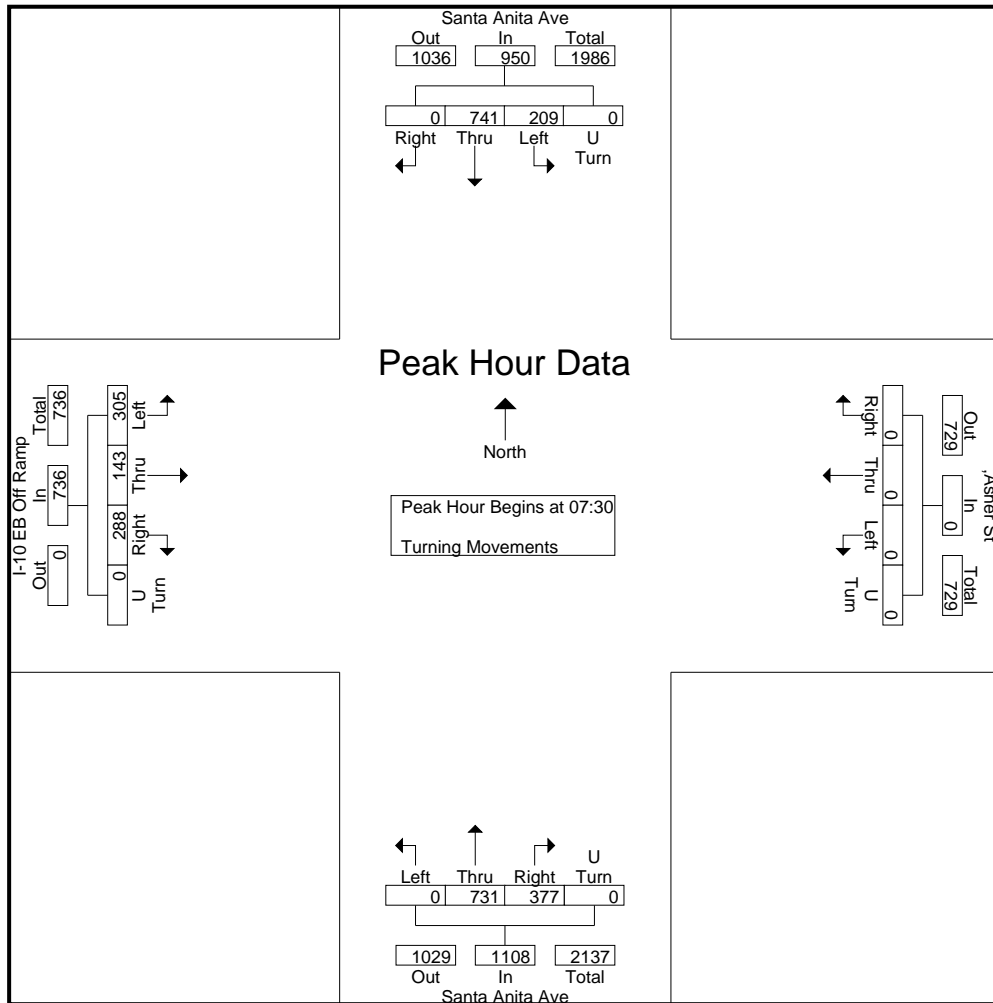 Santa Anita Ave
Out In Total
1036 950 1986
0 741 209 0
Right Thru Left U
Turn
Peak Hour Data
North
Peak Hour Begins at 07:30
Turning Movements
I-10 EB Off Ramp
Out In Total
0 736 736
0 288 143 305
U Right Thru Left
Turn
,Asher St
Out In Total
729 0 729
0 0 0 0
Right Thru Left U
Turn
U
Left Thru Right Turn
0 731 377 0
1029 1108 2137
Out In Total
Santa Anita Ave